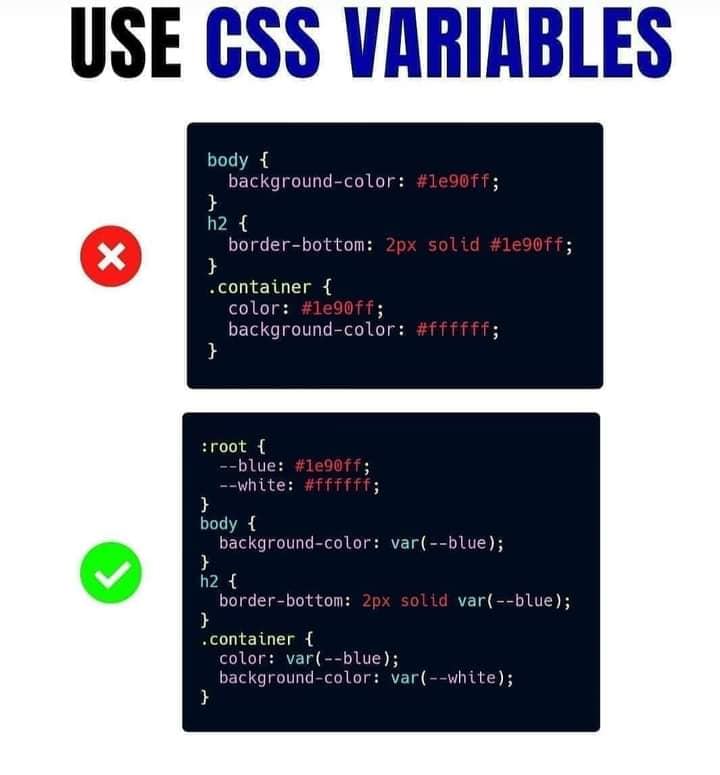 USE CSS VARIABLES
body {
  background-color: #1e90ff;
}
h2 {
  border-bottom: 2px solid #1e90ff;
}
.container {
  color: #1e90ff;
  background-color: #ffffff;
}
:root {
  --blue: #1e90ff;
  --white: #ffffff;
}
body {
  background-color: var(--blue);
}
h2 {
  border-bottom: 2px solid var(--blue);
}
.container {
  color: var(--blue);
  background-color: var(--white);
}